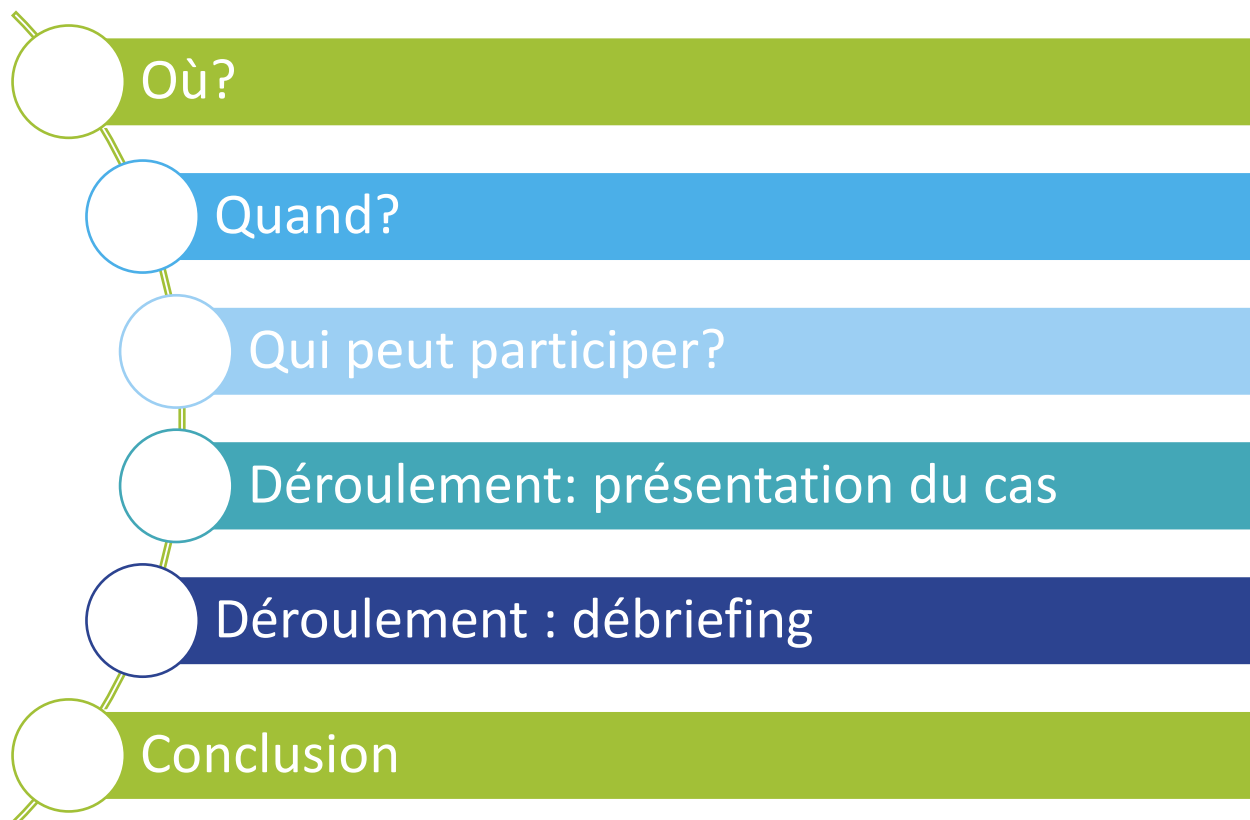 Où?
Quand?
Qui peut participer?
Déroulement: présentation du cas
Déroulement : débriefing
Conclusion